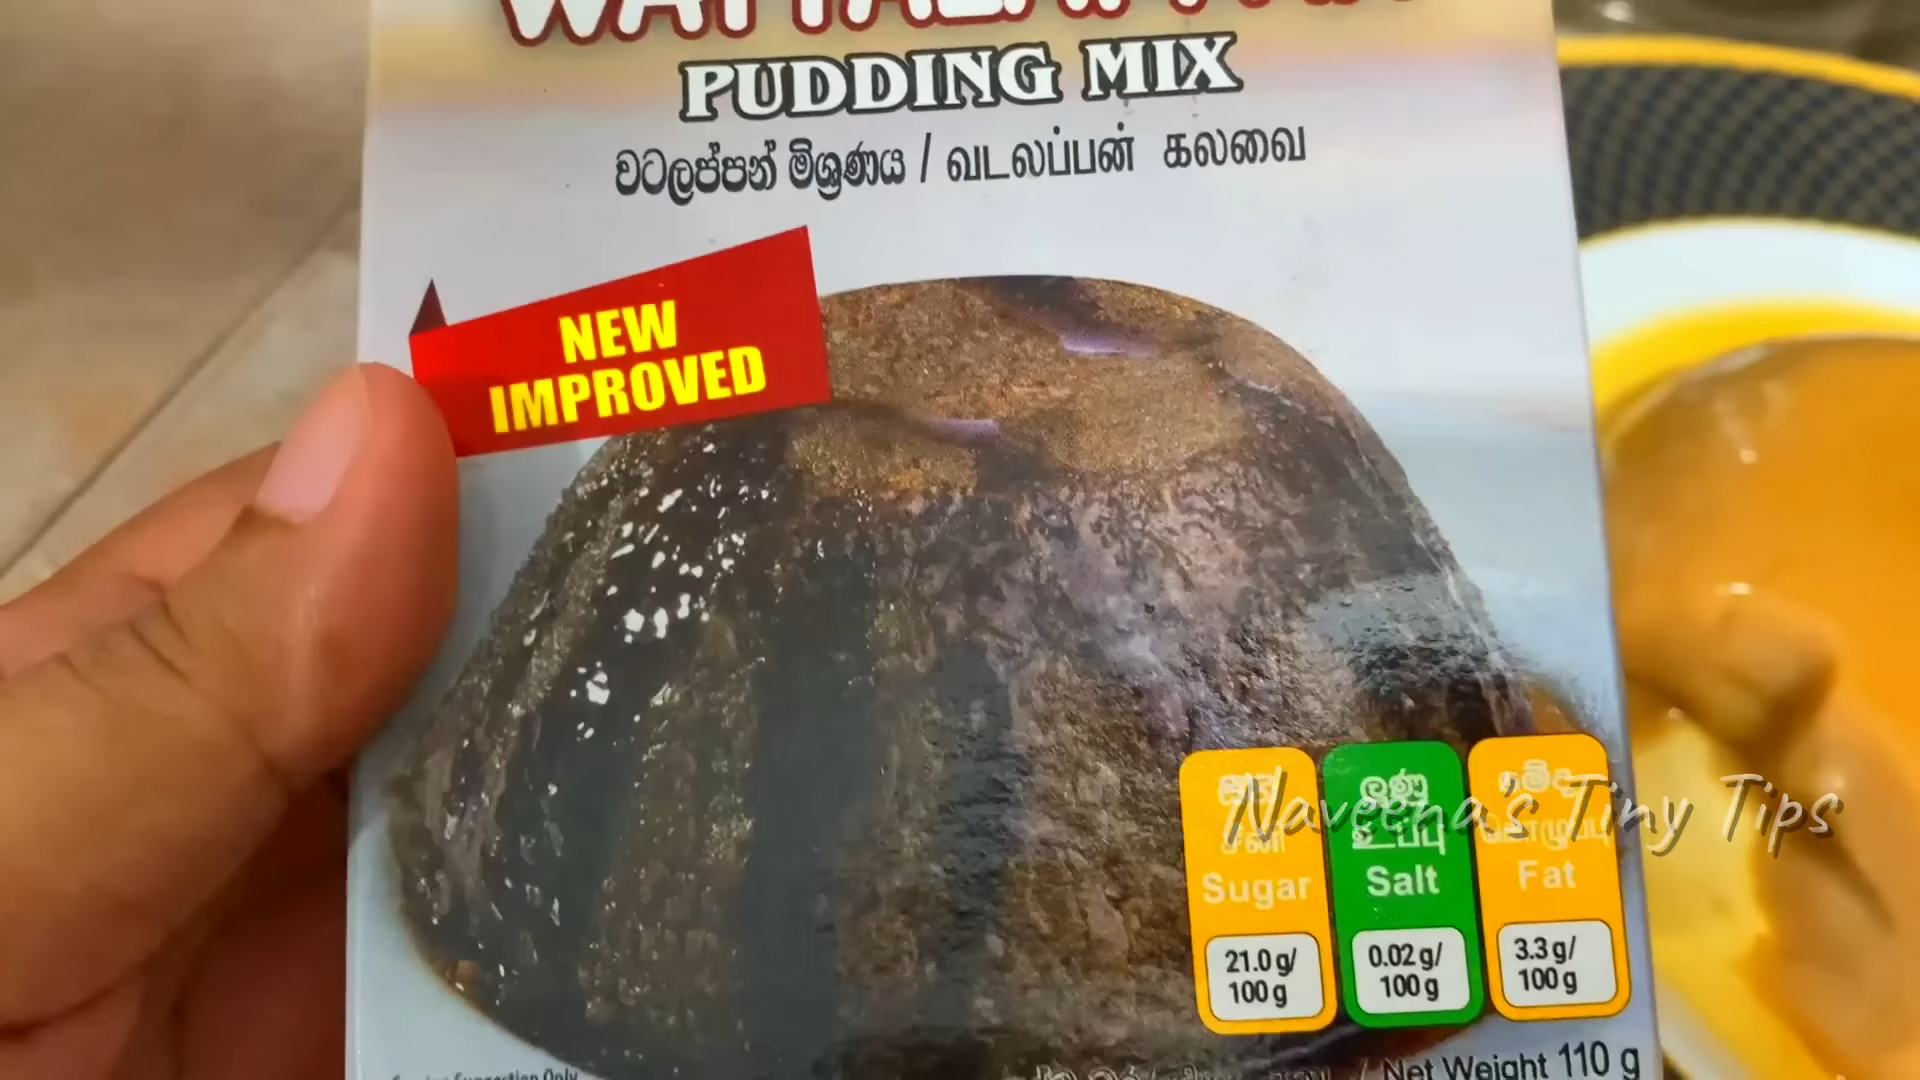 PUDDING MIX
වටලප්පන් මිශ්‍රණය / வடலப்பன் கலவை
NEW
IMPROVED
Naveena's Tiny Tips
ලුණු
உப்பு
Sugar
Salt
Fat
21.0 g/
100 g
0.02 g/
100 g
3.3 g/
100 g
Net Weight 110 g